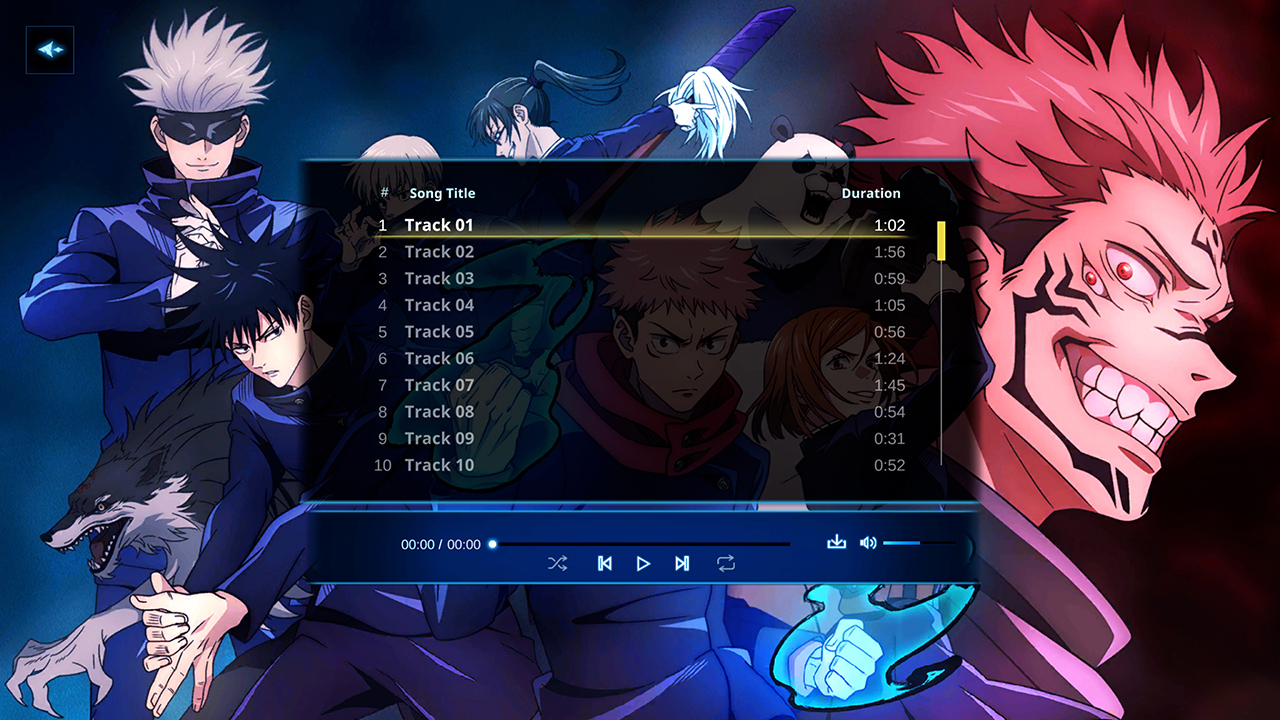 # Song Title Duration
1 Track 01 1:02
2 Track 02 1:56
3 Track 03 0:59
4 Track 04 1:05
5 Track 05 0:56
6 Track 06 1:24
7 Track 07 1:45
8 Track 08 0:54
9 Track 09 0:31
10 Track 10 0:52
00:00 / 00:00